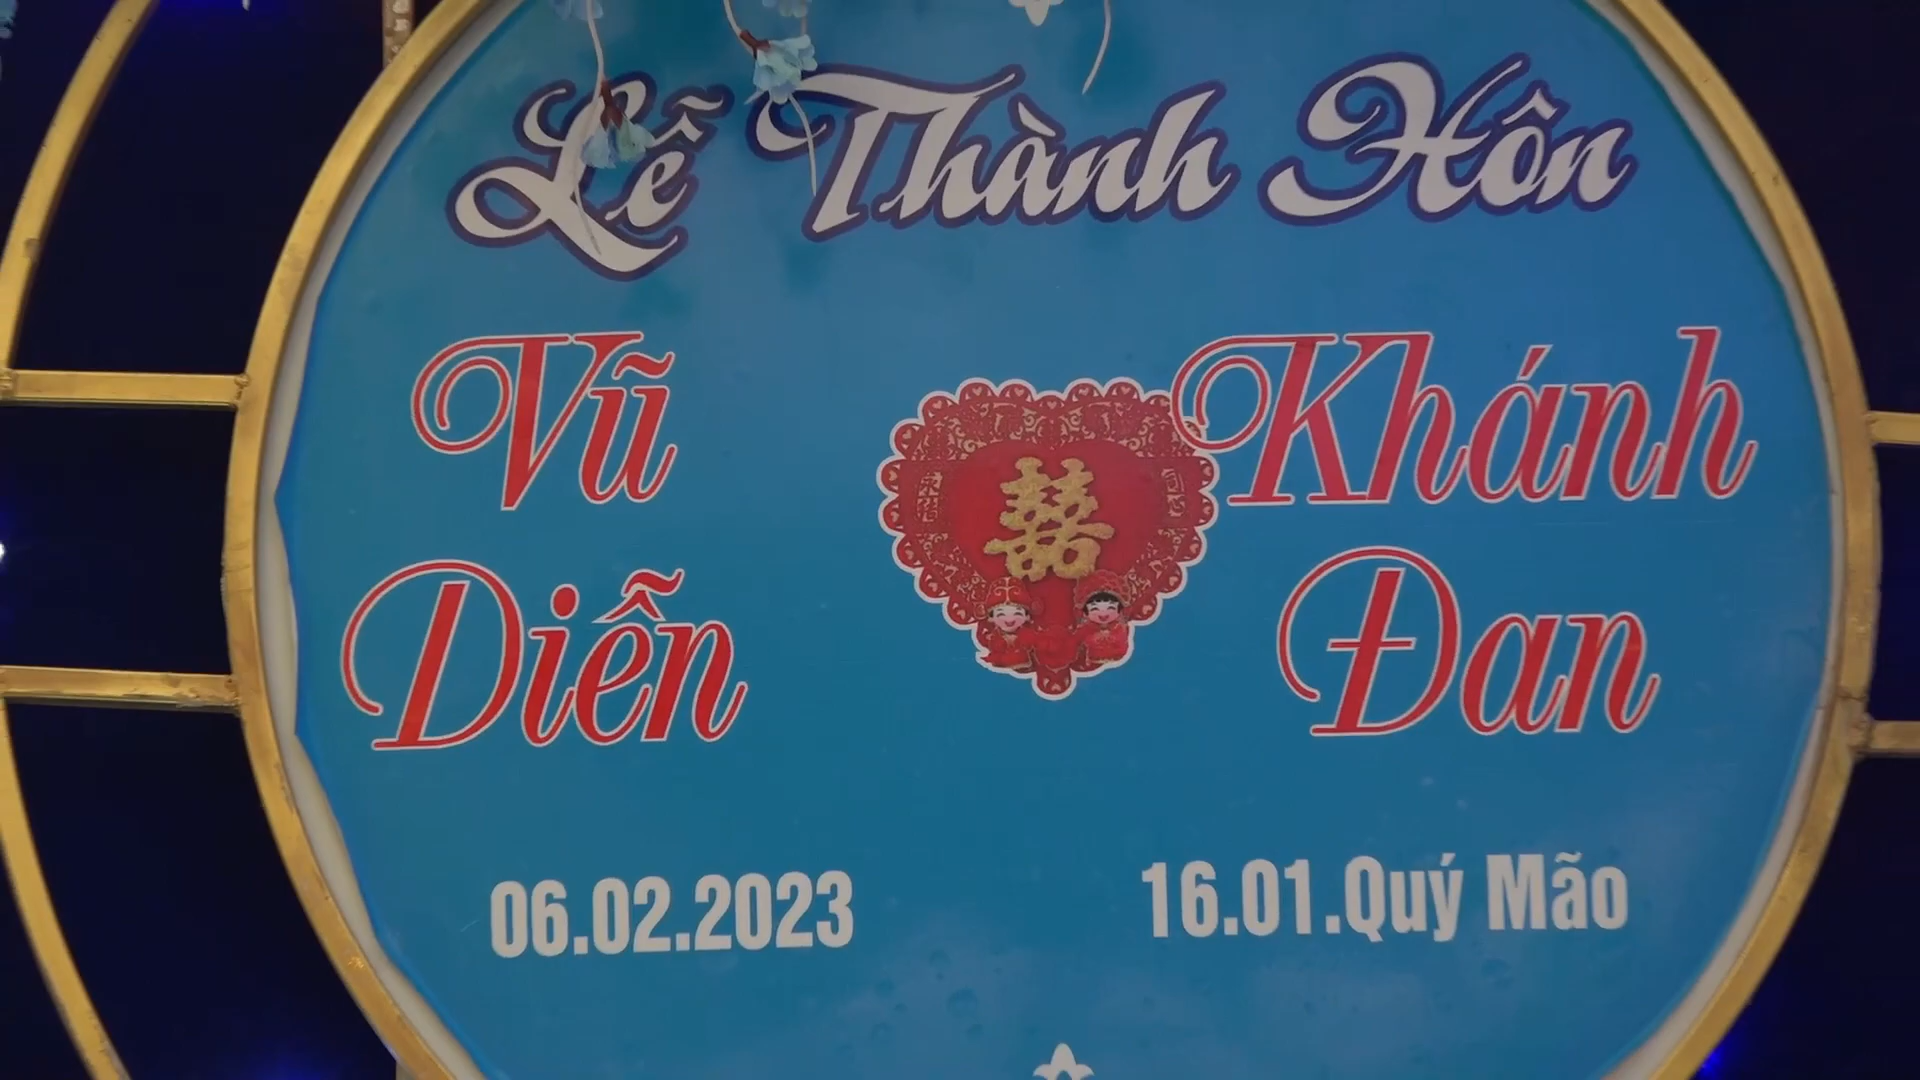 Lễ Thành Hôn
Vũ Diễn
囍
Khánh Đan
06.02.2023
16.01.Quý Mão